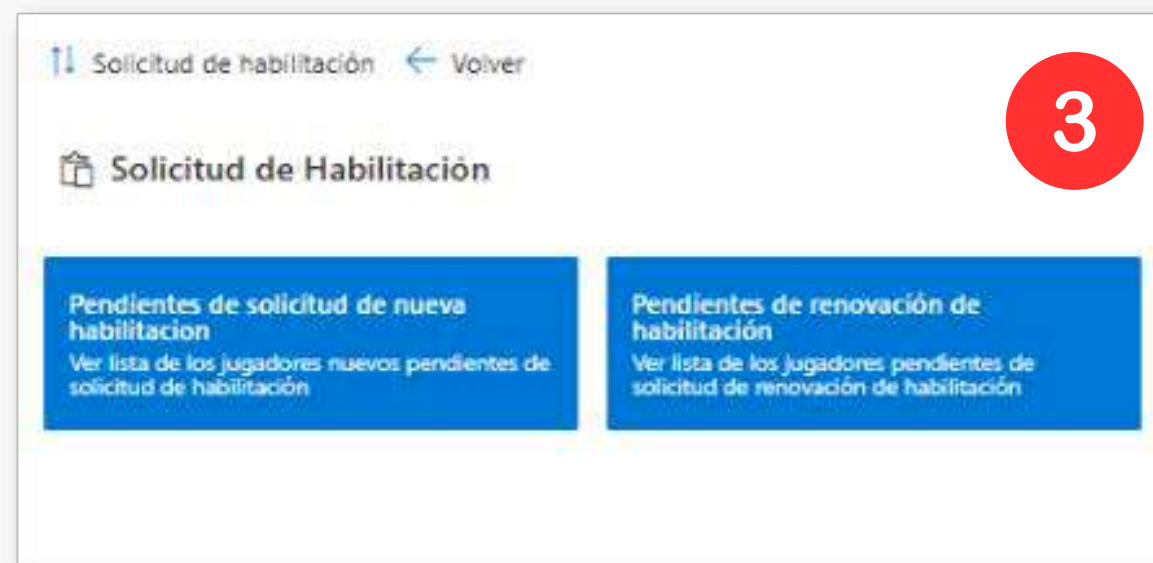 Solicitud de habilitación Volver
3
Solicitud de Habilitación
Pendientes de solicitud de nueva
habilitacion
Ver lista de los jugadores nuevos pendientes de
solicitud de habilitación
Pendientes de renovación de
habilitación
Ver lista de los jugadores pendientes de
solicitud de renovación de habilitación